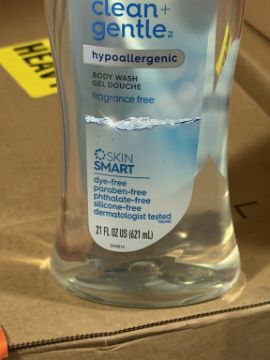 clean+
gentle™
hypoallergenic
BODY WASH
GEL DOUCHE
fragrance free
HEAVY
SKIN
SMART
dye-free
paraben-free
phthalate-free
silicone-free
dermatologist tested
21 FL OZ US (621 mL)